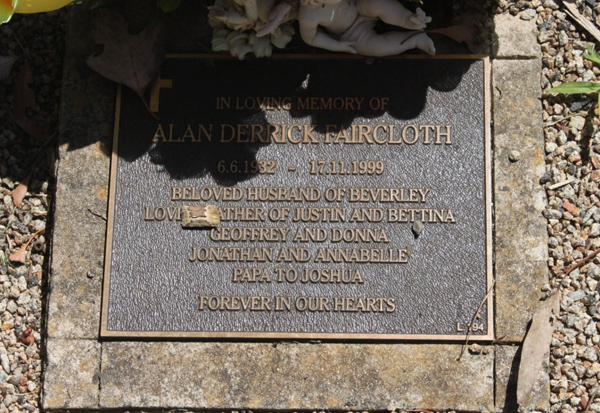 IN LOVING MEMORY OF
ALAN DERRICK FAIRCLOTH
6.6.1932 - 17.11.1999
BELOVED HUSBAND OF BEVERLEY
FATHER OF JUSTIN AND BETTINA
GEOFFREY AND DONNA
JONATHAN AND ANNABELLE
PAPA TO JOSHUA
FOREVER IN OUR HEARTS